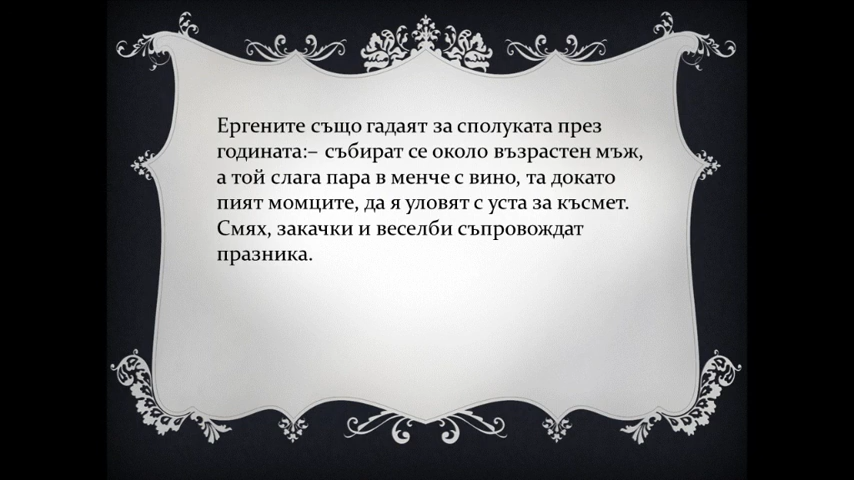 Ергените също гадаят за сполуката през
годината:– събират се около възрастен мъж,
а той слага пара в менче с вино, та докато
пият момците, да я уловят с уста за късмет.
Смях, закачки и веселби съпровождат
празника.